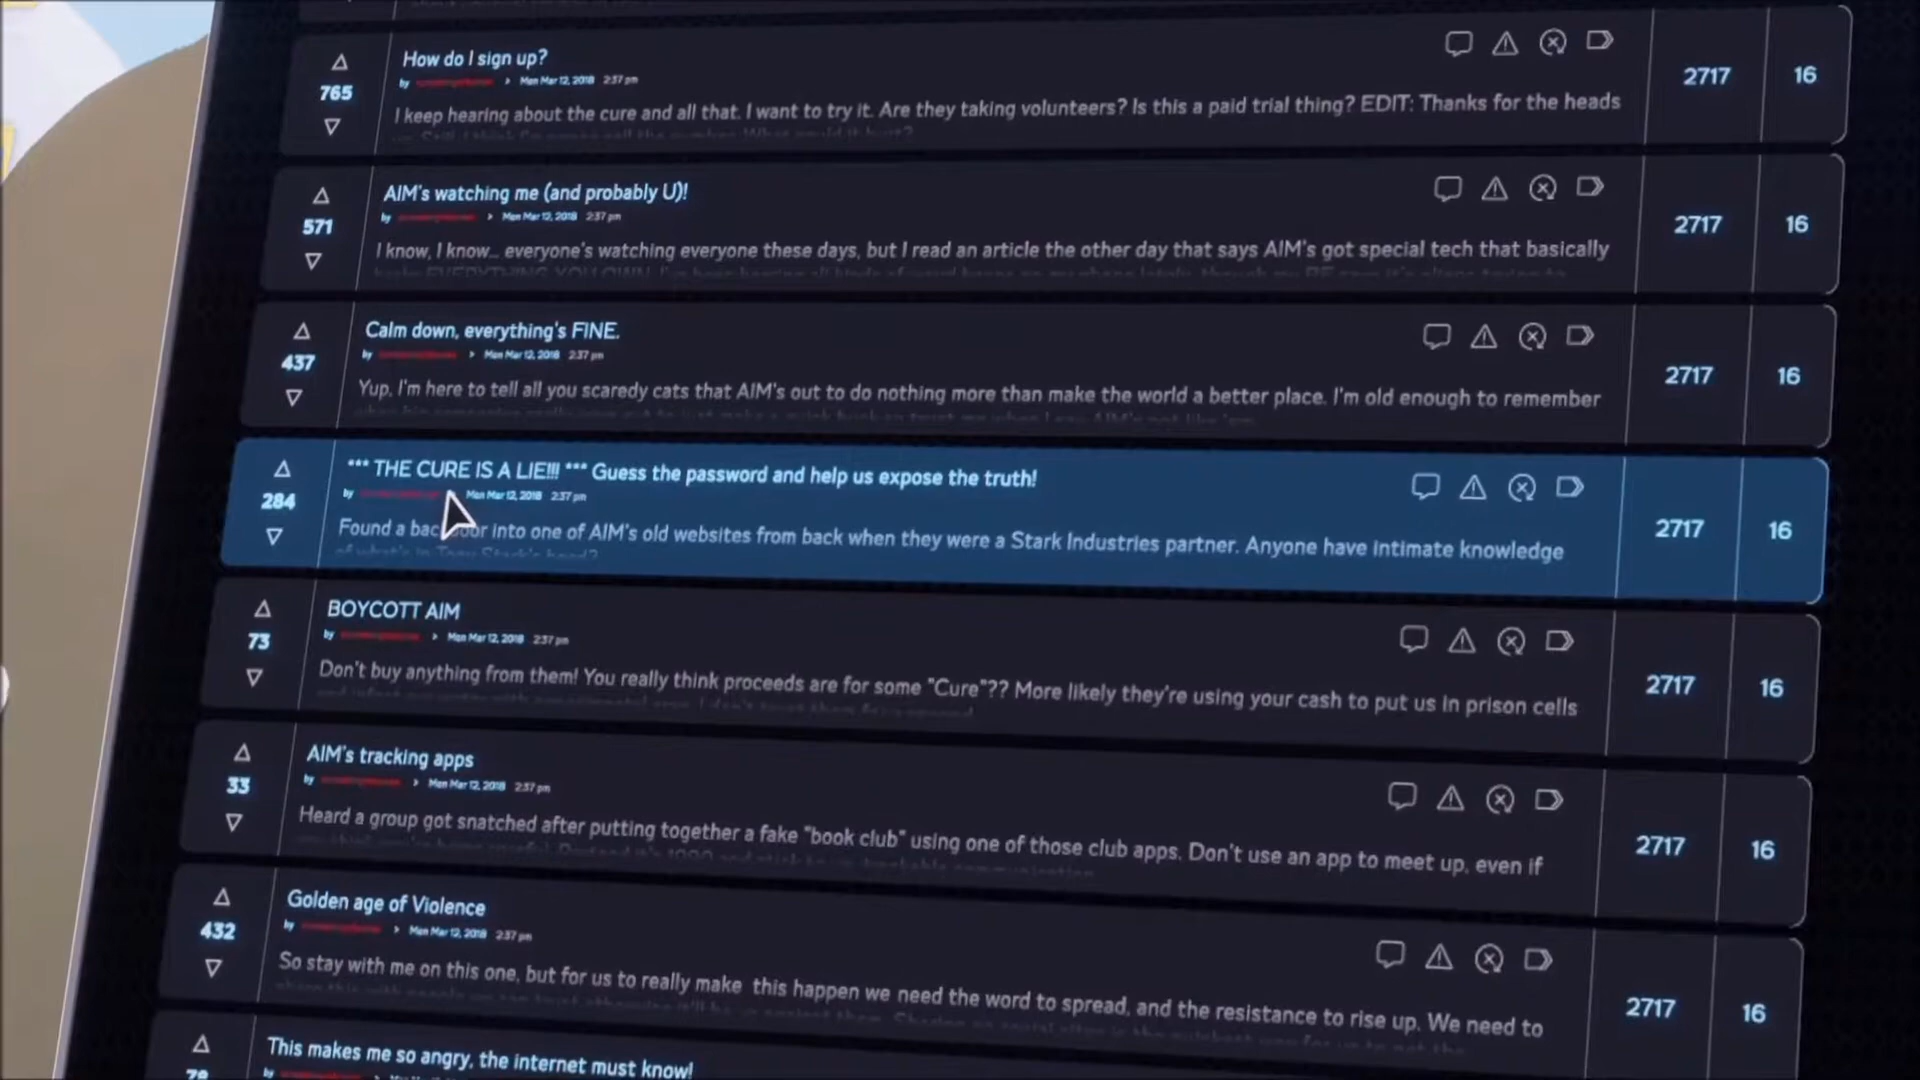 How do I sign up?
by > Mon Mar 12, 2018 2:37 pm
765
I keep hearing about the cure and all that. I want to try it. Are they taking volunteers? Is this a paid trial thing? EDIT: Thanks for the heads
2717 16
AIM's watching me (and probably U)!
by > Mon Mar 12, 2018 2:37 pm
571
I know, I know... everyone's watching everyone these days, but I read an article the other day that says AIM's got special tech that basically
2717 16
Calm down, everything's FINE.
by > Mon Mar 12, 2018 2:37 pm
437
Yup, I'm here to tell all you scaredy cats that AIM's out to do nothing more than make the world a better place. I'm old enough to remember
2717 16
*** THE CURE IS A LIE!!! *** Guess the password and help us expose the truth!
by Mon Mar 12, 2018 2:37 pm
284
Found a into one of AIM's old websites from back when they were a Stark Industries partner. Anyone have intimate knowledge
of what's in Tony Stark's head?
2717 16
BOYCOTT AIM
by > Mon Mar 12, 2018 2:37 pm
73
Don't buy anything from them! You really think proceeds are for some "Cure"?? More likely they're using your cash to put us in prison cells
2717 16
AIM's tracking apps
by > Mon Mar 12, 2018 2:37 pm
33
Heard a group got snatched after putting together a fake "book club" using one of those club apps. Don't use an app to meet up, even if
2717 16
Golden age of Violence
by > Mon Mar 12, 2018 2:37 pm
432
So stay with me on this one, but for us to really make this happen we need the word to spread, and the resistance to rise up. We need to
2717 16
This makes me so angry, the internet must know!
by